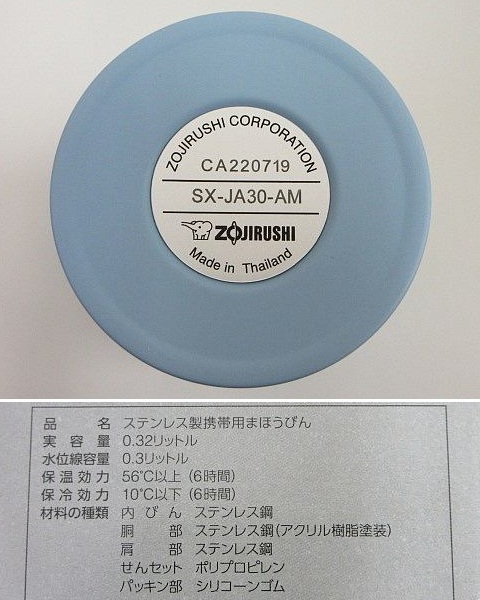 ZOJIRUSHI CORPORATION
CA220719
SX-JA30-AM
ZOJIRUSHI
Made in Thailand
品名 ステンレス製携帯用まほうびん
実容量 0.32リットル
水位線容量 0.3リットル
保温効力 56℃以上(6時間)
保冷効力 10℃以下(6時間)
材料の種類 内びん ステンレス鋼
胴部 ステンレス鋼(アクリル樹脂塗装)
肩部 ステンレス鋼
せんセット ポリプロピレン
パッキン部 シリコーンゴム